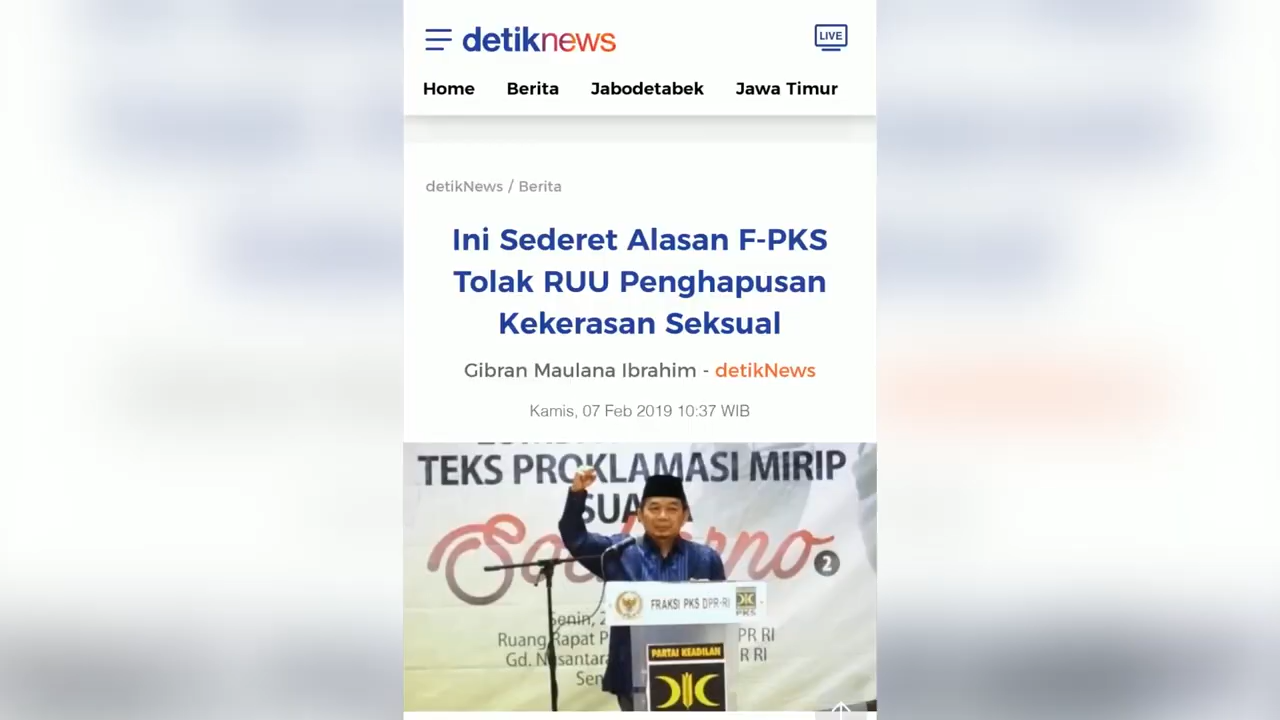 detiknews
LIVE
Home Berita Jabodetabek Jawa Timur
detikNews / Berita
Ini Sederet Alasan F-PKS
Tolak RUU Penghapusan
Kekerasan Seksual
Gibran Maulana Ibrahim - detikNews
Kamis, 07 Feb 2019 10:37 WIB
TEKS PROKLAMASI MIRIP
2
FRAKSI PKS DPR-RI
PKS
Senin, 2
Ruang Rapat P
PR RI
Gd.
R RI
PARTAI KEADILAN